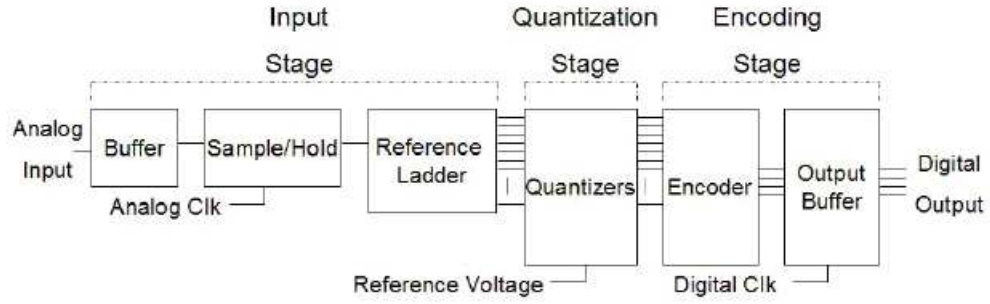 Input Quantization Encoding
Stage Stage Stage
Analog
Input
Buffer
Sample/Hold
Reference
Ladder
Quantizers
Encoder
Output
Buffer
Digital
Output
Analog Clk
Reference Voltage
Digital Clk